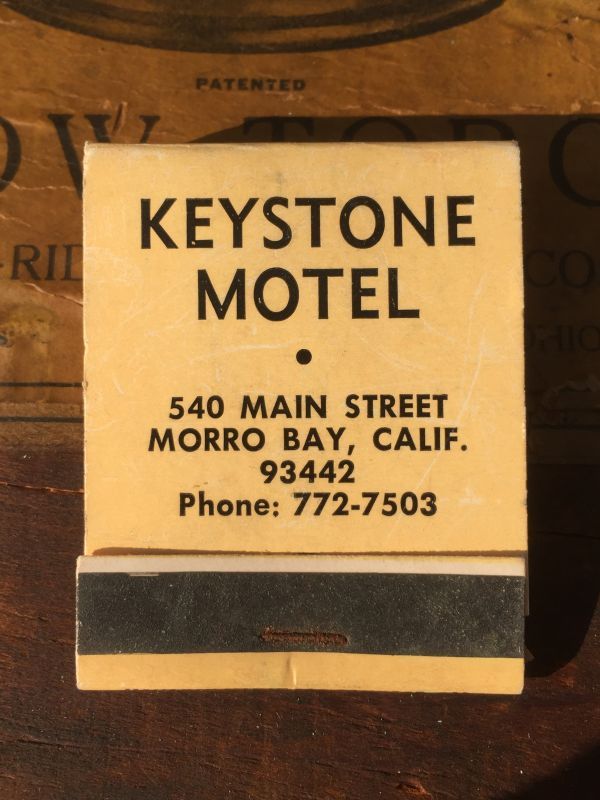 PATENTED
KEYSTONE
MOTEL
•
540 MAIN STREET
MORRO BAY, CALIF.
93442
Phone: 772-7503